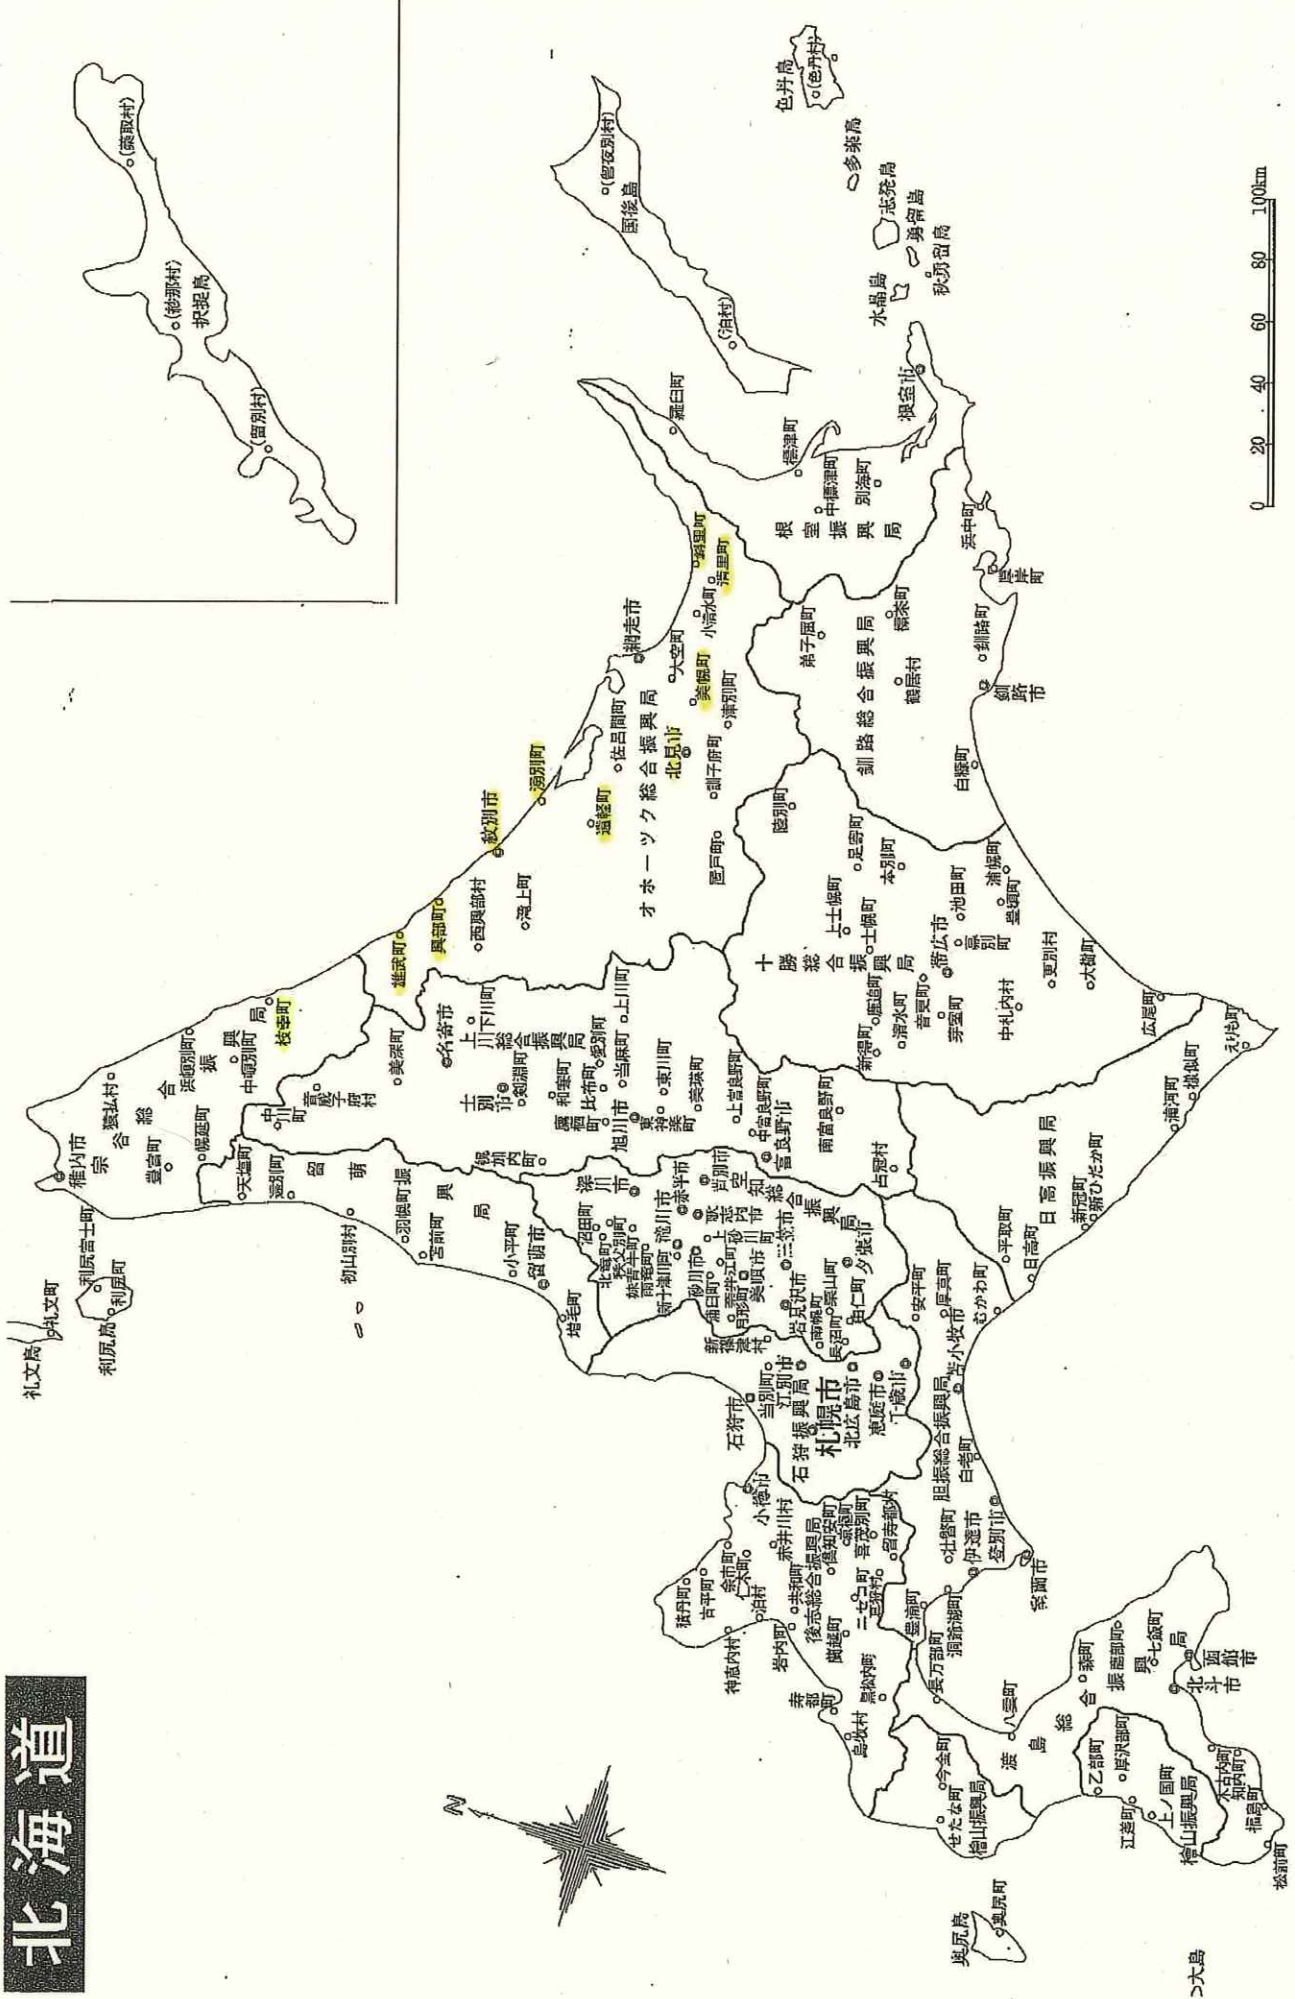 北海道
礼文島
礼文町
利尻富士町
利尻島
利尻町
稚内市
宗谷総合振興局
猿払村
豊富町
浜頓別町
中頓別町
幌延町
枝幸町
天塩町
遠別町
中川町
音威子府村
留萌振興局
初山別村
羽幌町
苫前町
小平町
留萌市
増毛町
美深町
名寄市
下川町
上川総合振興局
士別市
剣淵町
和寒町
幌加内町
愛別町
上川町
比布町
当麻町
鷹栖町
旭川市
東川町
東神楽町
美瑛町
上富良野町
中富良野町
富良野市
南富良野町
占冠村
雄武町
興部町
西興部村
滝上町
紋別市
湧別町
遠軽町
佐呂間町
オホーツク総合振興局
北見市
訓子府町
置戸町
網走市
大空町
美幌町
津別町
小清水町
斜里町
清里町
羅臼町
標津町
中標津町
別海町
根室振興局
根室市
国後島
(留夜別村)
(泊村)
色丹島
(色丹村)
多楽島
志発島
勇留島
秋勇留島
水晶島
(蘂取村)
(紗那村)
択捉島
(留別村)
弟子屈町
標茶町
釧路総合振興局
鶴居村
浜中町
厚岸町
釧路町
釧路市
白糠町
陸別町
足寄町
本別町
上士幌町
士幌町
十勝総合振興局
浦幌町
池田町
豊頃町
帯広市
幕別町
鹿追町
新得町
清水町
音更町
芽室町
中札内村
更別村
大樹町
広尾町
えりも町
様似町
浦河町
日高振興局
新ひだか町
新冠町
平取町
日高町
深川市
沼田町
北竜町
秩父別町
妹背牛町
雨竜町
滝川市
新十津川町
赤平市
芦別市
空知総合振興局
歌志内市
上砂川町
砂川市
浦臼町
奈井江町
月形町
美唄市
三笠市
岩見沢市
夕張市
栗山町
南幌町
由仁町
長沼町
新篠津村
石狩市
当別町
江別市
石狩振興局
札幌市
北広島市
恵庭市
千歳市
安平町
厚真町
むかわ町
苫小牧市
胆振総合振興局
白老町
壮瞥町
伊達市
登別市
室蘭市
豊浦町
洞爺湖町
小樽市
赤井川村
余市町
仁木町
古平町
積丹町
神恵内村
泊村
共和町
岩内町
後志総合振興局
倶知安町
京極町
喜茂別町
留寿都村
ニセコ町
真狩村
蘭越町
寿都町
黒松内町
島牧村
長万部町
八雲町
渡島総合振興局
森町
鹿部町
七飯町
函館市
北斗市
木古内町
知内町
福島町
松前町
今金町
せたな町
檜山振興局
乙部町
厚沢部町
江差町
上ノ国町
檜山振興局
奥尻島
奥尻町
大島
N
0 20 40 60 80 100km